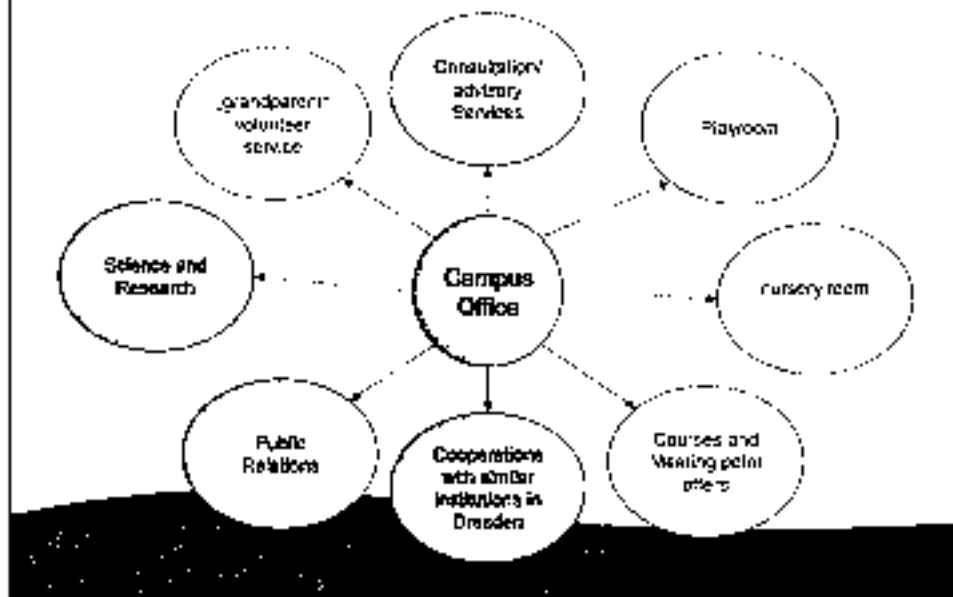 Consultation/
advisory
Services
„grandparent“
volunteer
service
Playroom
Science and
Research
Campus
Office
nursery room
Public
Relations
Cooperations
with similar
institutions in
Dresden
Courses and
Meeting point
offers